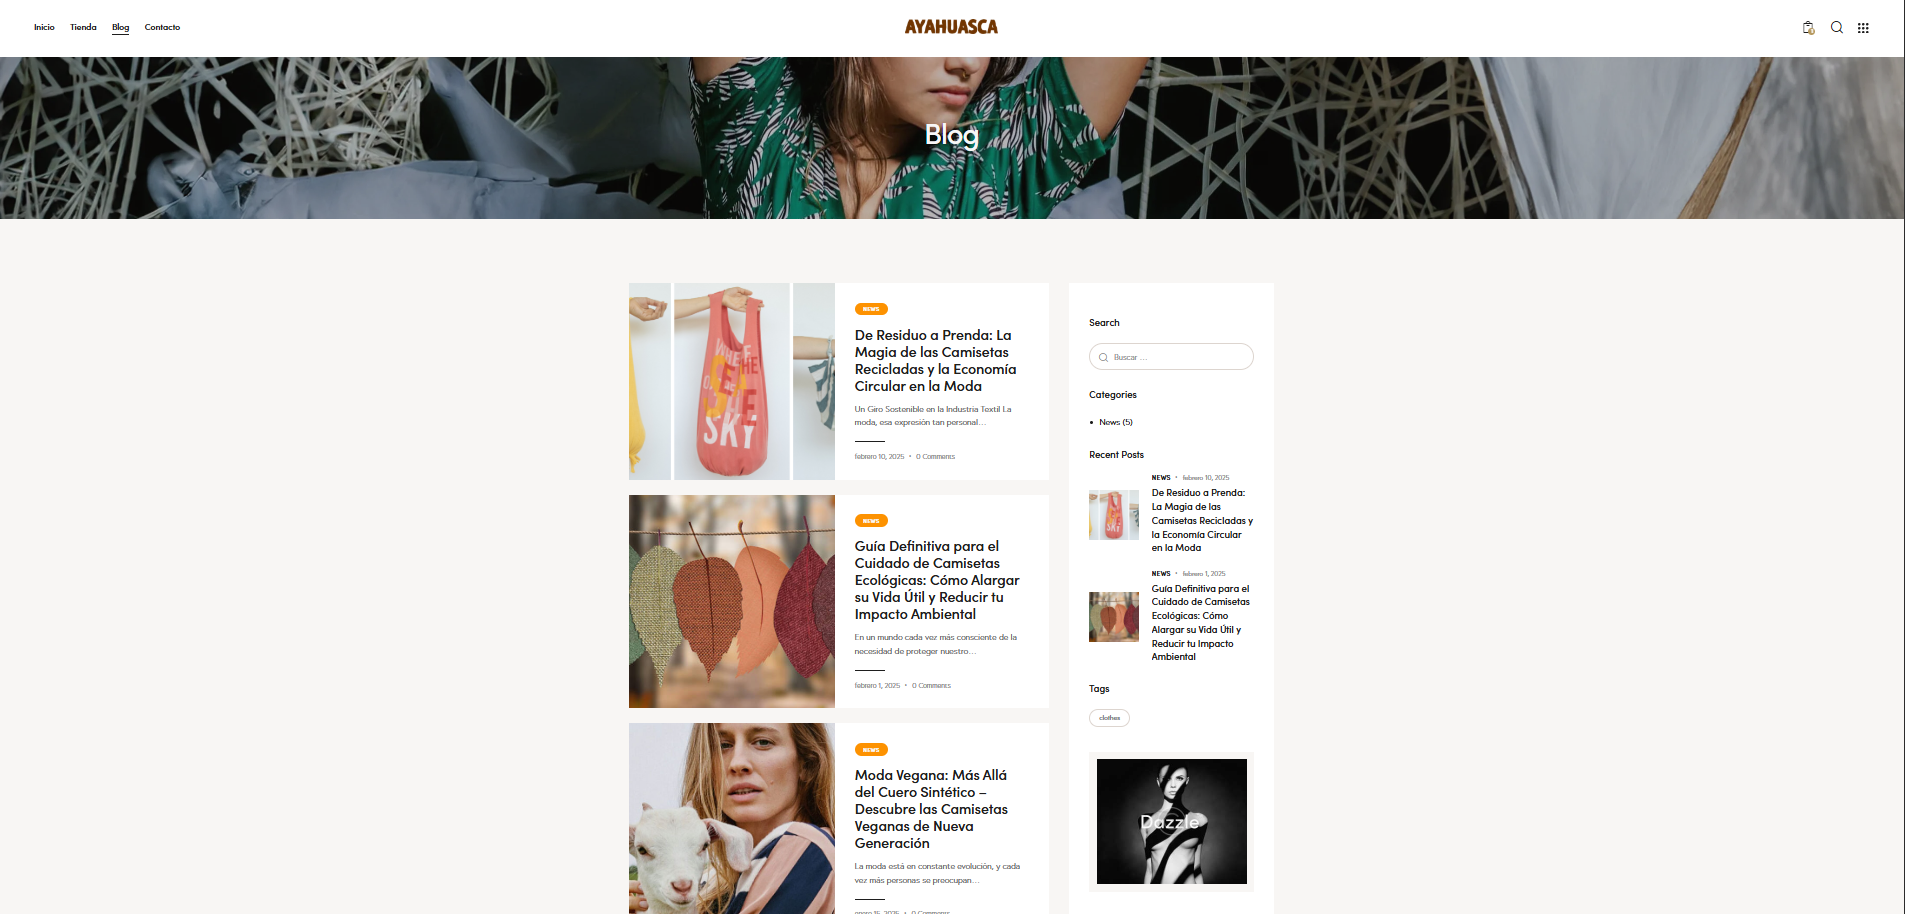 Inicio Tienda Blog Contacto
AYAHUASCA
Blog
NEWS
De Residuo a Prenda: La
Magia de las Camisetas
Recicladas y la Economía
Circular en la Moda
Un Giro Sostenible en la Industria Textil La
moda, esa expresión tan personal...
febrero 10, 2025 • 0 Comments
NEWS
Guía Definitiva para el
Cuidado de Camisetas
Ecológicas: Cómo Alargar
su Vida Útil y Reducir tu
Impacto Ambiental
En un mundo cada vez más consciente de la
necesidad de proteger nuestro...
febrero 1, 2025 • 0 Comments
NEWS
Moda Vegana: Más Allá
del Cuero Sintético –
Descubre las Camisetas
Veganas de Nueva
Generación
La moda está en constante evolución, y cada
vez más personas se preocupan...
enero 15, 2025 • 0 Comments
Search
Buscar ...
Categories
• News (5)
Recent Posts
NEWS • febrero 10, 2025
De Residuo a Prenda:
La Magia de las
Camisetas Recicladas y
la Economía Circular
en la Moda
NEWS • febrero 1, 2025
Guía Definitiva para el
Cuidado de Camisetas
Ecológicas: Cómo
Alargar su Vida Útil y
Reducir tu Impacto
Ambiental
Tags
clothes
Dazzle
SKY